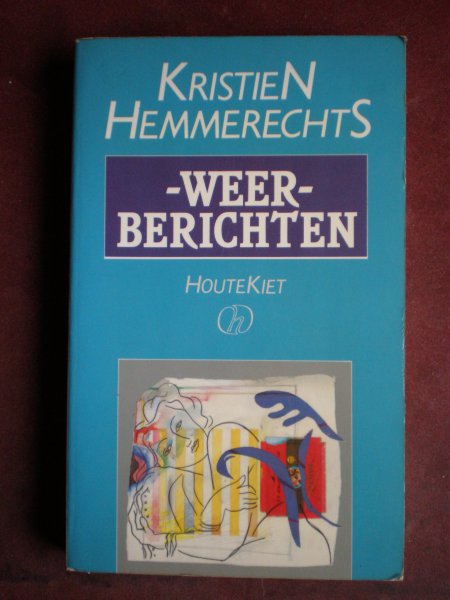 KRISTIEN
HEMMERECHTS
-WEER-
BERICHTEN
HOUTEKIET
h